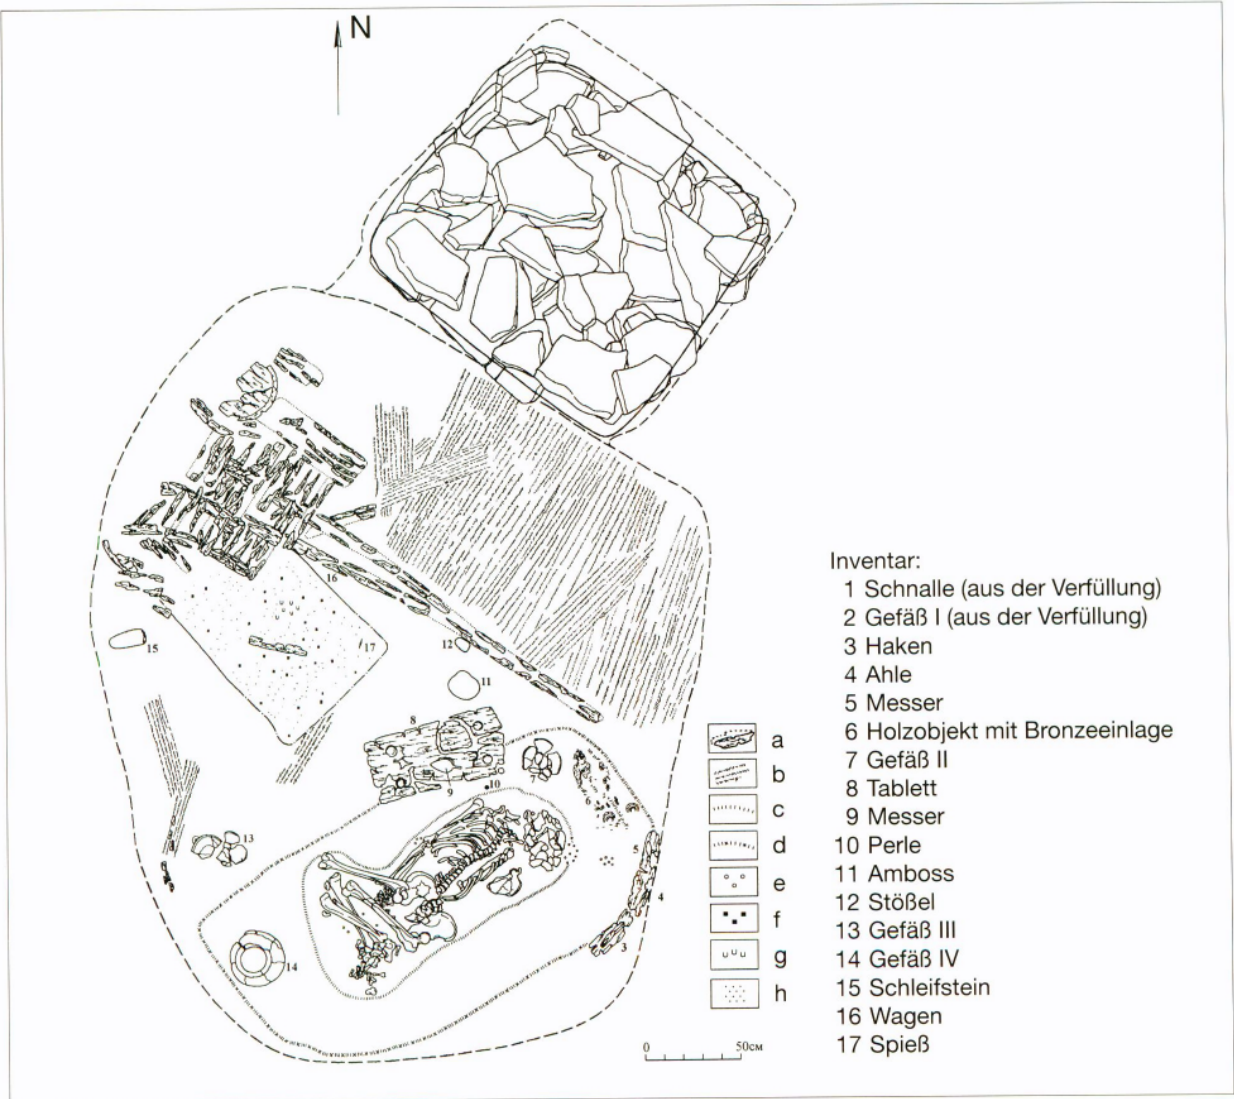 N
16
15
17
12
11
8
9
10
7
6
5
4
3
13
14
a
b
c
d
e
f
g
h
0 50см
Inventar:
1 Schnalle (aus der Verfüllung)
2 Gefäß I (aus der Verfüllung)
3 Haken
4 Ahle
5 Messer
6 Holzobjekt mit Bronzeeinlage
7 Gefäß II
8 Tablett
9 Messer
10 Perle
11 Amboss
12 Stößel
13 Gefäß III
14 Gefäß IV
15 Schleifstein
16 Wagen
17 Spieß